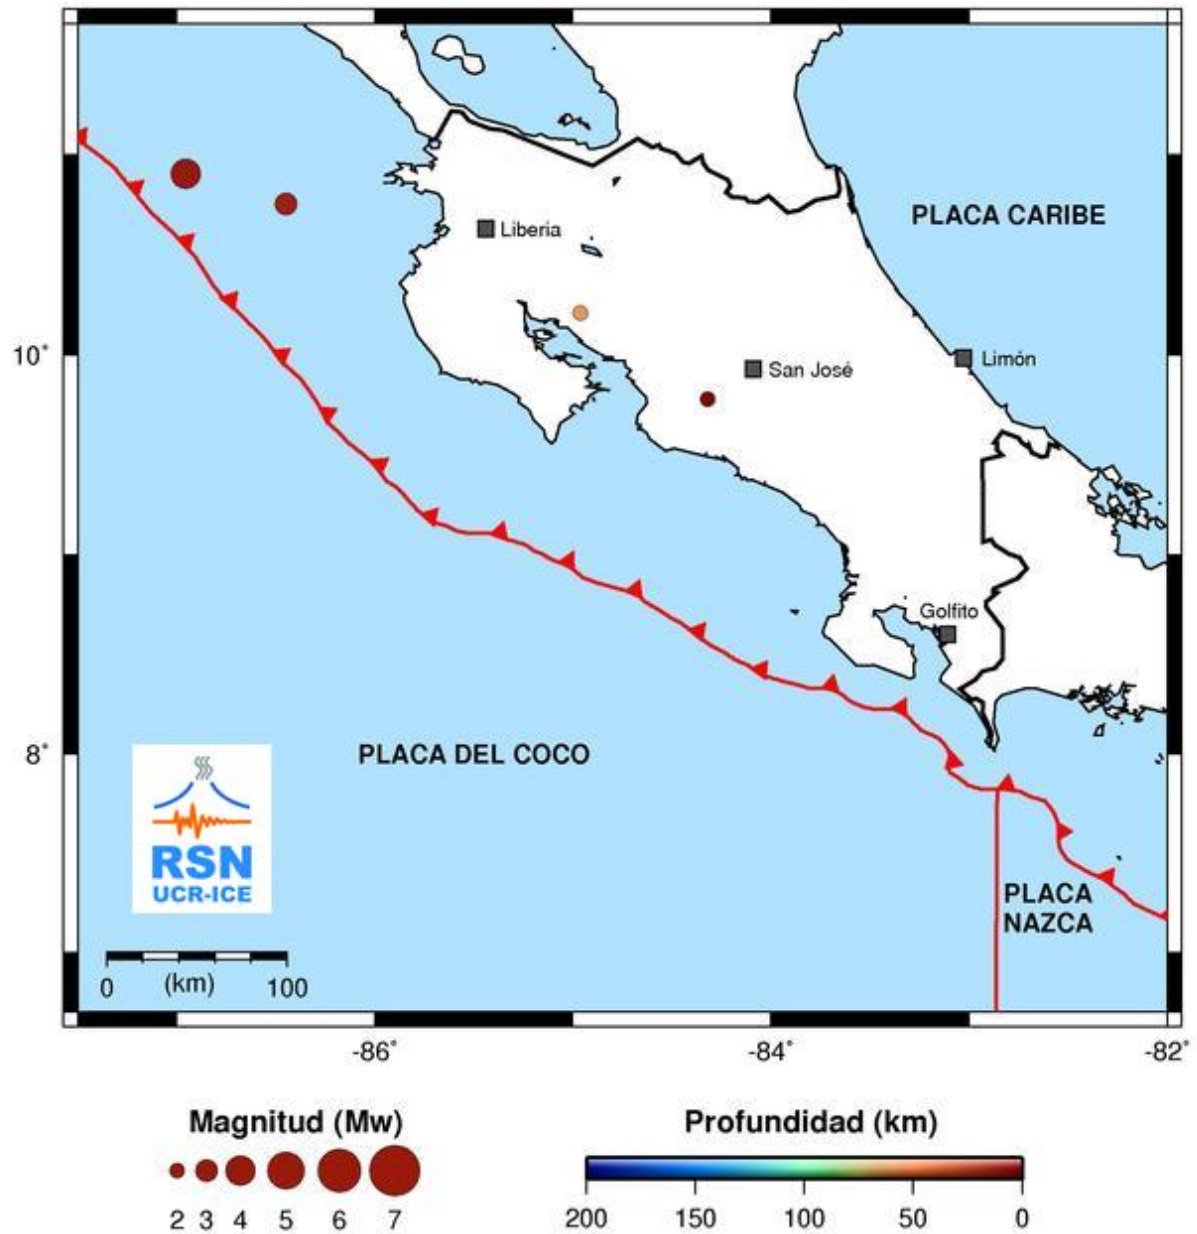 PLACA CARIBE
Liberia
10°
San José
Limón
Golfito
8°
PLACA DEL COCO
RSN
UCR-ICE
PLACA
NAZCA
0 (km) 100
-86° -84° -82°
Magnitud (Mw)
2 3 4 5 6 7
Profundidad (km)
200 150 100 50 0